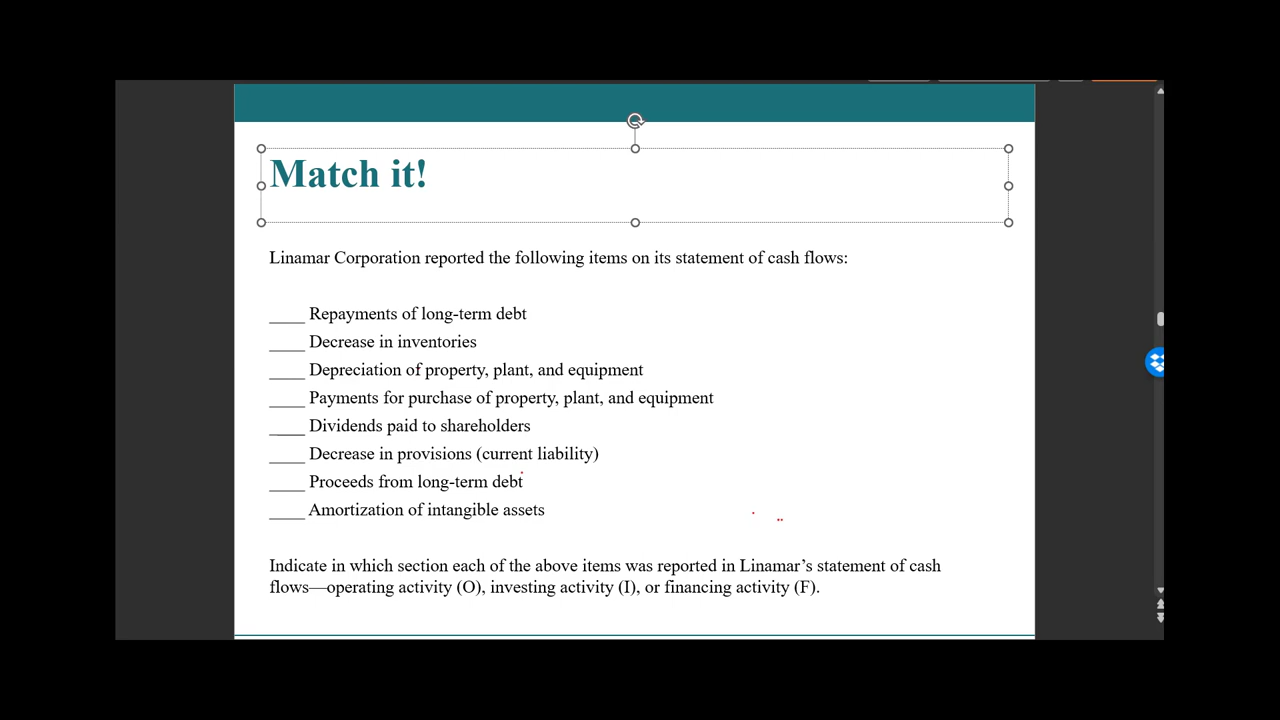 Match it!
Linamar Corporation reported the following items on its statement of cash flows:
____ Repayments of long-term debt
____ Decrease in inventories
____ Depreciation of property, plant, and equipment
____ Payments for purchase of property, plant, and equipment
____ Dividends paid to shareholders
____ Decrease in provisions (current liability)
____ Proceeds from long-term debt
____ Amortization of intangible assets
Indicate in which section each of the above items was reported in Linamar’s statement of cash
flows—operating activity (O), investing activity (I), or financing activity (F).